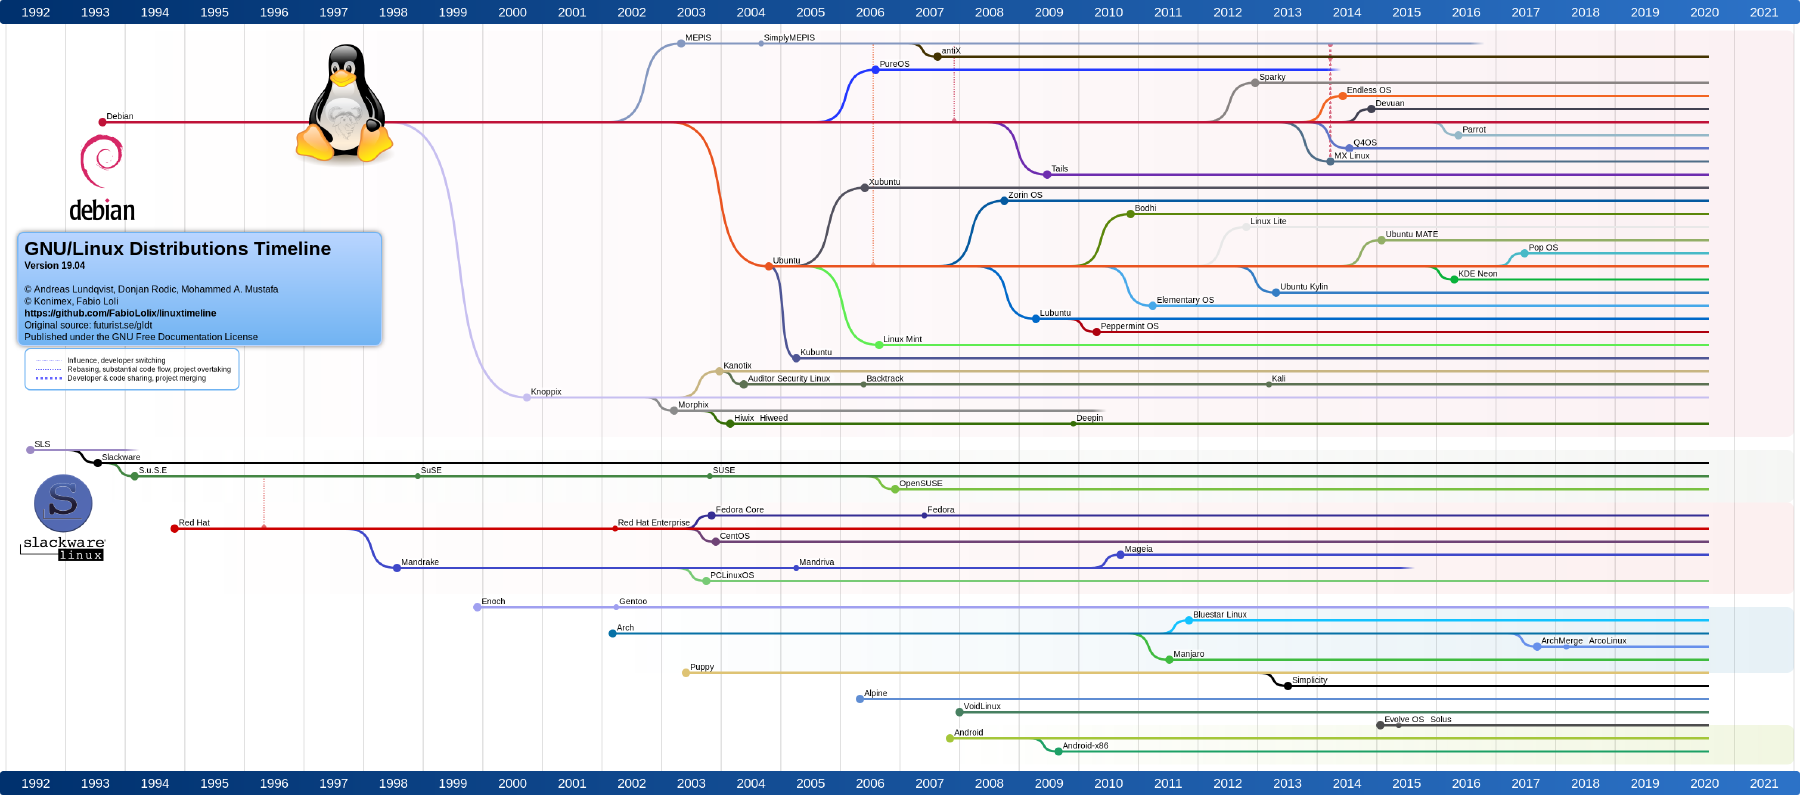 1992 1993 1994 1995 1996 1997 1998 1999 2000 2001 2002 2003 2004 2005 2006 2007 2008 2009 2010 2011 2012 2013 2014 2015 2016 2017 2018 2019 2020 2021
MEPIS SimplyMEPIS
antiX
PureOS
Sparky
Endless OS
Devuan
Debian
Parrot
Q4OS
MX Linux
Tails
Xubuntu
Zorin OS
Bodhi
Linux Lite
Ubuntu MATE
Pop OS
Ubuntu
KDE Neon
Ubuntu Kylin
Elementary OS
Lubuntu
Peppermint OS
Linux Mint
Kubuntu
Kanotix
Auditor Security Linux Backtrack Kali
Knoppix
Morphix
Hiwix Hiweed Deepin
debian
GNU/Linux Distributions Timeline
Version 19.04
© Andreas Lundqvist, Donjan Rodic, Mohammed A. Mustafa
© Konimex, Fabio Loli
https://github.com/FabioLolix/linuxtimeline
Original source: futurist.se/gldt
Published under the GNU Free Documentation License
Influence, developer switching
Rebasing, substantial code flow, project overtaking
Developer & code sharing, project merging
SLS
Slackware
S.u.S.E SuSE SUSE
OpenSUSE
S
slackware
linux
Fedora Core Fedora
Red Hat Red Hat Enterprise
CentOS
Mageia
Mandrake Mandriva
PCLinuxOS
Enoch Gentoo
Bluestar Linux
Arch
ArchMerge ArcoLinux
Manjaro
Puppy
Simplicity
Alpine
VoidLinux
Evolve OS Solus
Android
Android-x86
1992 1993 1994 1995 1996 1997 1998 1999 2000 2001 2002 2003 2004 2005 2006 2007 2008 2009 2010 2011 2012 2013 2014 2015 2016 2017 2018 2019 2020 2021